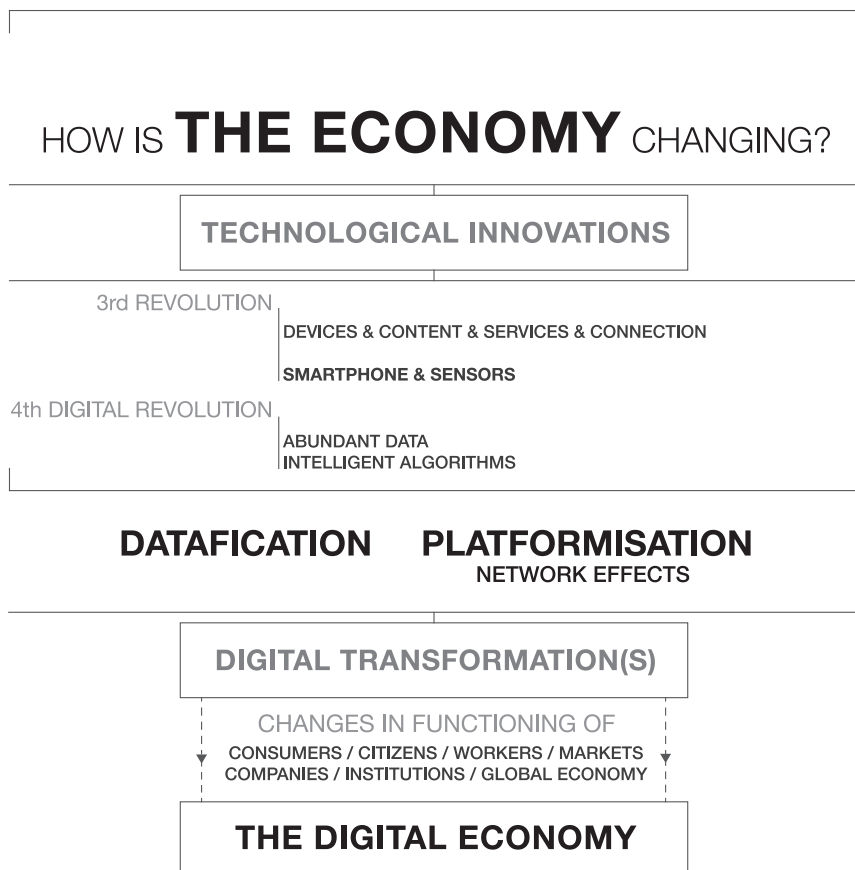 HOW IS THE ECONOMY CHANGING?
TECHNOLOGICAL INNOVATIONS
3rd REVOLUTION
DEVICES & CONTENT & SERVICES & CONNECTION
SMARTPHONE & SENSORS
4th DIGITAL REVOLUTION
ABUNDANT DATA
INTELLIGENT ALGORITHMS
DATAFICATION PLATFORMISATION
NETWORK EFFECTS
DIGITAL TRANSFORMATION(S)
CHANGES IN FUNCTIONING OF
CONSUMERS / CITIZENS / WORKERS / MARKETS
COMPANIES / INSTITUTIONS / GLOBAL ECONOMY
THE DIGITAL ECONOMY